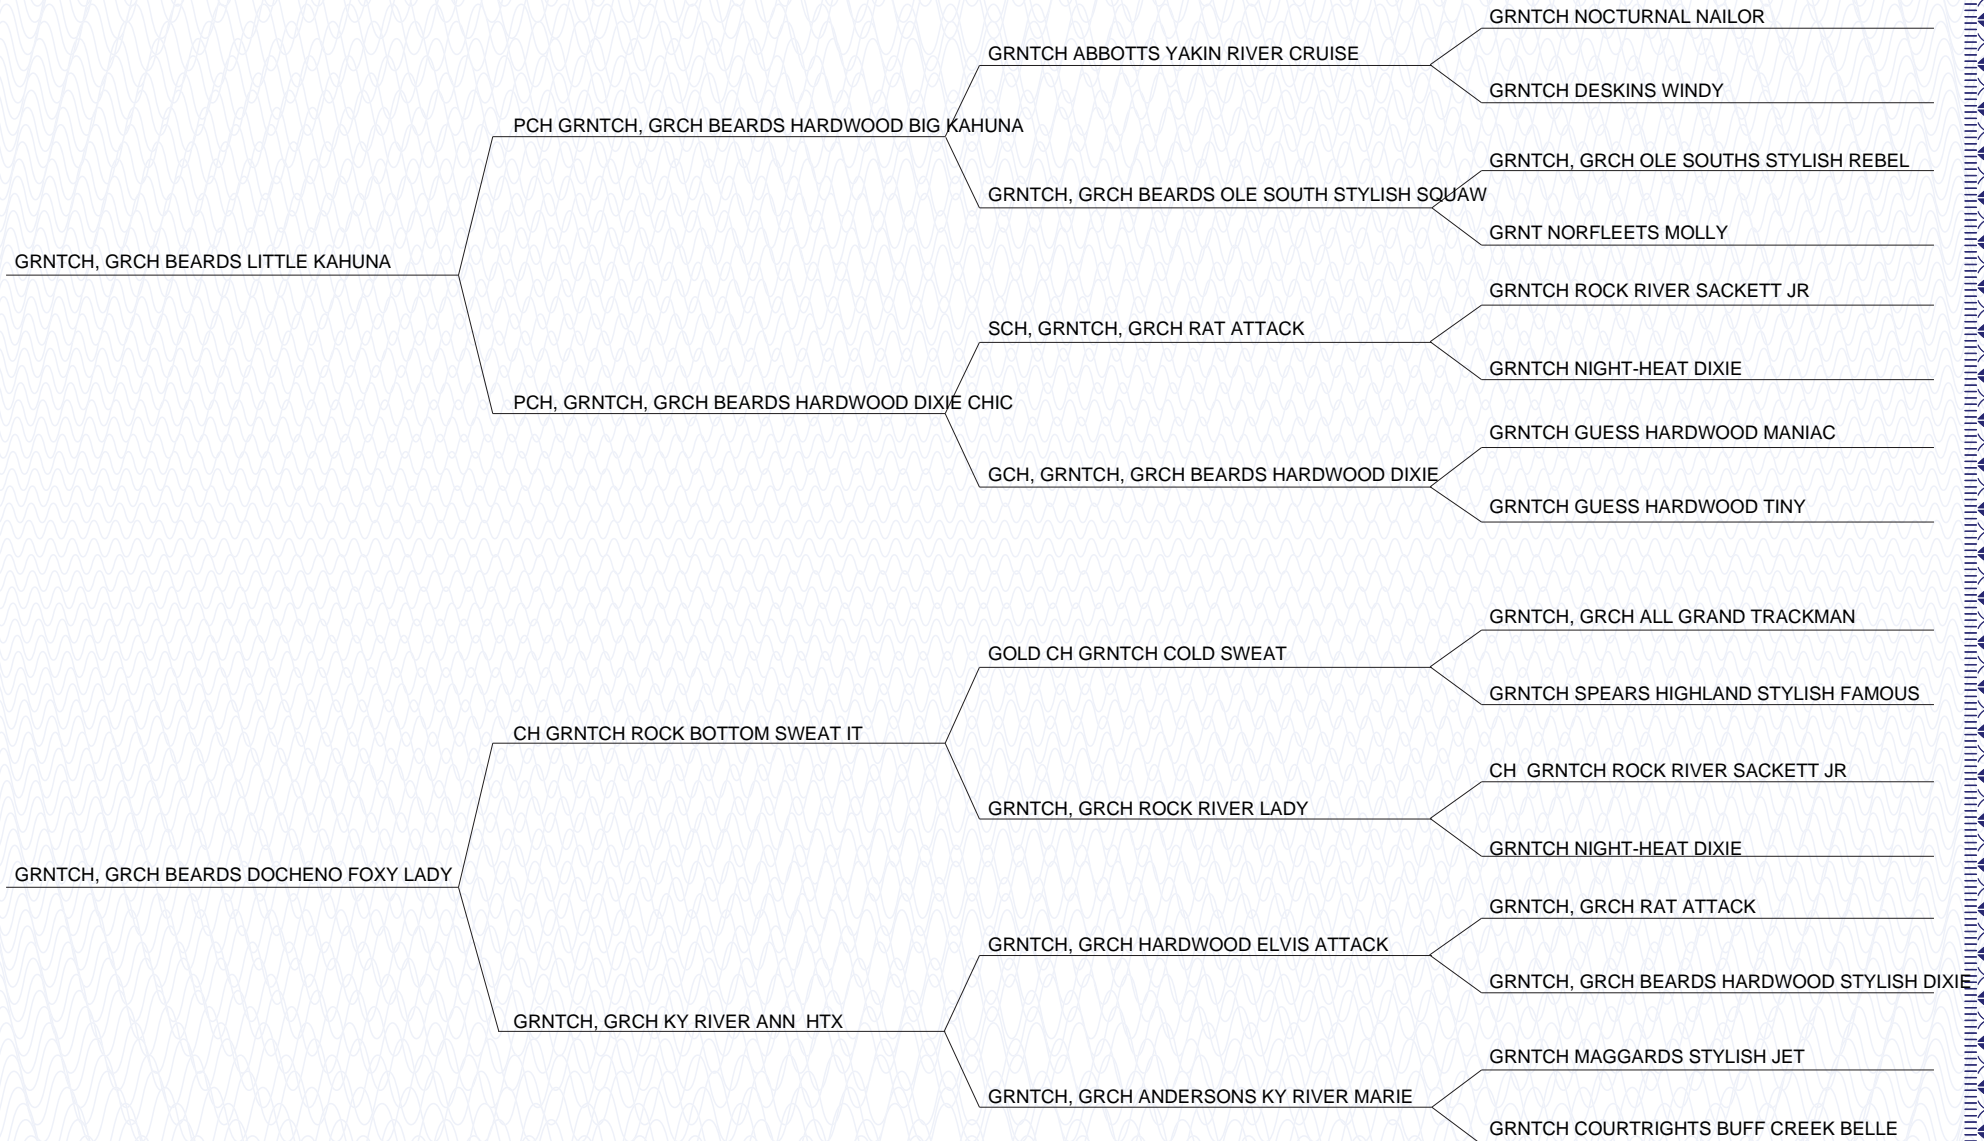 GRNTCH NOCTURNAL NAILOR
GRNTCH ABBOTTS YAKIN RIVER CRUISE
GRNTCH DESKINS WINDY
PCH GRNTCH, GRCH BEARDS HARDWOOD BIG KAHUNA
GRNTCH, GRCH OLE SOUTHS STYLISH REBEL
GRNTCH, GRCH BEARDS OLE SOUTH STYLISH SQUAW
GRNT NORFLEETS MOLLY
GRNTCH, GRCH BEARDS LITTLE KAHUNA
GRNTCH ROCK RIVER SACKETT JR
SCH, GRNTCH, GRCH RAT ATTACK
GRNTCH NIGHT-HEAT DIXIE
PCH, GRNTCH, GRCH BEARDS HARDWOOD DIXIE CHIC
GRNTCH GUESS HARDWOOD MANIAC
GCH, GRNTCH, GRCH BEARDS HARDWOOD DIXIE
GRNTCH GUESS HARDWOOD TINY
GRNTCH, GRCH ALL GRAND TRACKMAN
GOLD CH GRNTCH COLD SWEAT
GRNTCH SPEARS HIGHLAND STYLISH FAMOUS
CH GRNTCH ROCK BOTTOM SWEAT IT
CH  GRNTCH ROCK RIVER SACKETT JR
GRNTCH, GRCH ROCK RIVER LADY
GRNTCH NIGHT-HEAT DIXIE
GRNTCH, GRCH BEARDS DOCHENO FOXY LADY
GRNTCH, GRCH RAT ATTACK
GRNTCH, GRCH HARDWOOD ELVIS ATTACK
GRNTCH, GRCH BEARDS HARDWOOD STYLISH DIXIE
GRNTCH, GRCH KY RIVER ANN  HTX
GRNTCH MAGGARDS STYLISH JET
GRNTCH, GRCH ANDERSONS KY RIVER MARIE
GRNTCH COURTRIGHTS BUFF CREEK BELLE